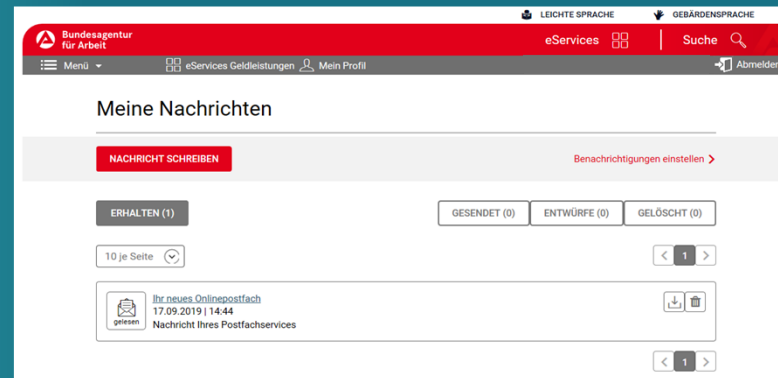 LEICHTE SPRACHE GEBÄRDENSPRACHE
Bundesagentur
für Arbeit
eServices Suche
Menü eServices Geldleistungen Mein Profil Abmelden
Meine Nachrichten
NACHRICHT SCHREIBEN Benachrichtigungen einstellen
ERHALTEN (1) GESENDET (0) ENTWÜRFE (0) GELÖSCHT (0)
10 je Seite 1
Ihr neues Onlinepostfach
17.09.2019 | 14:44
gelesen Nachricht Ihres Postfachservices
1